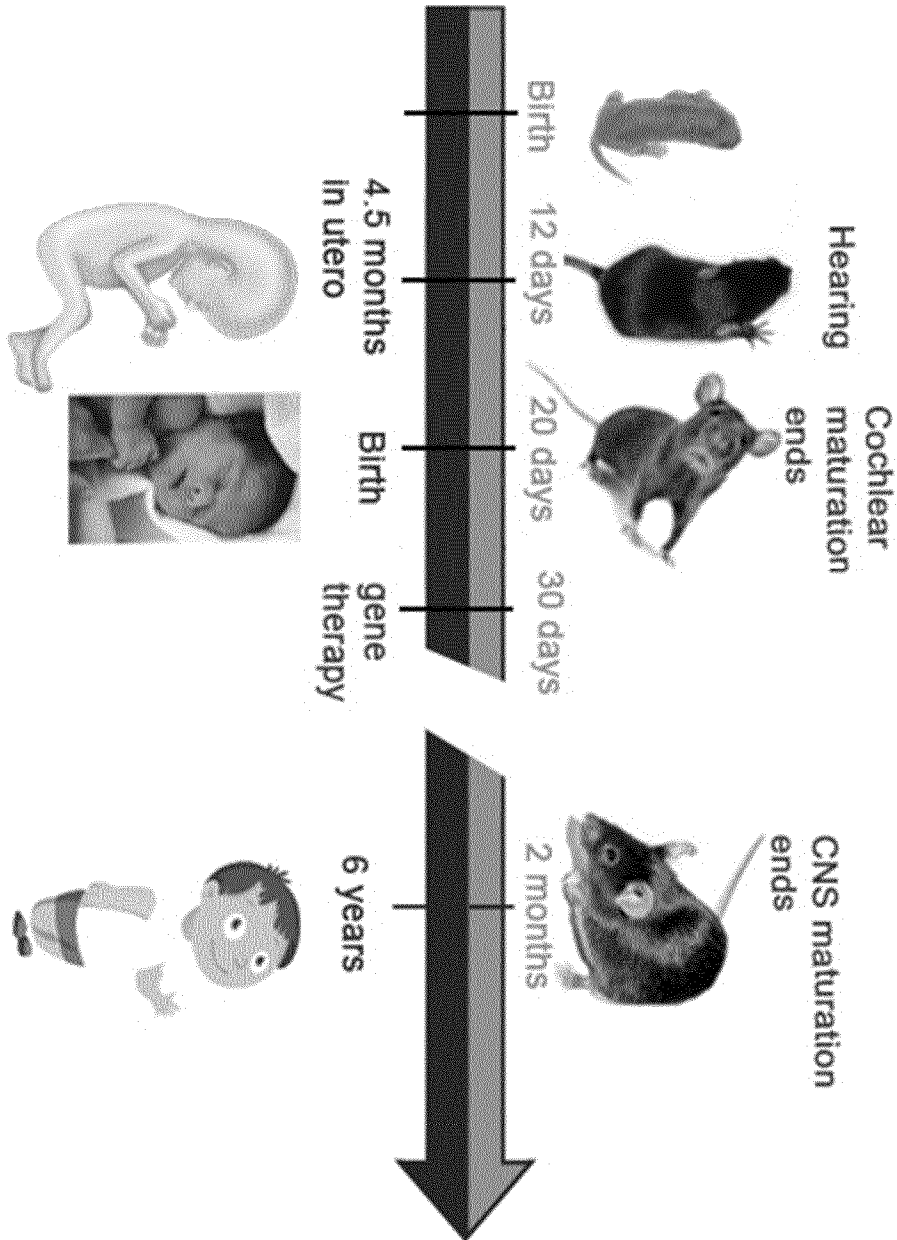 Hearing
Cochlear
maturation
ends
CNS maturation
ends
Birth
12 days
20 days
30 days
2 months
4.5 months
in utero
Birth
gene
therapy
6 years